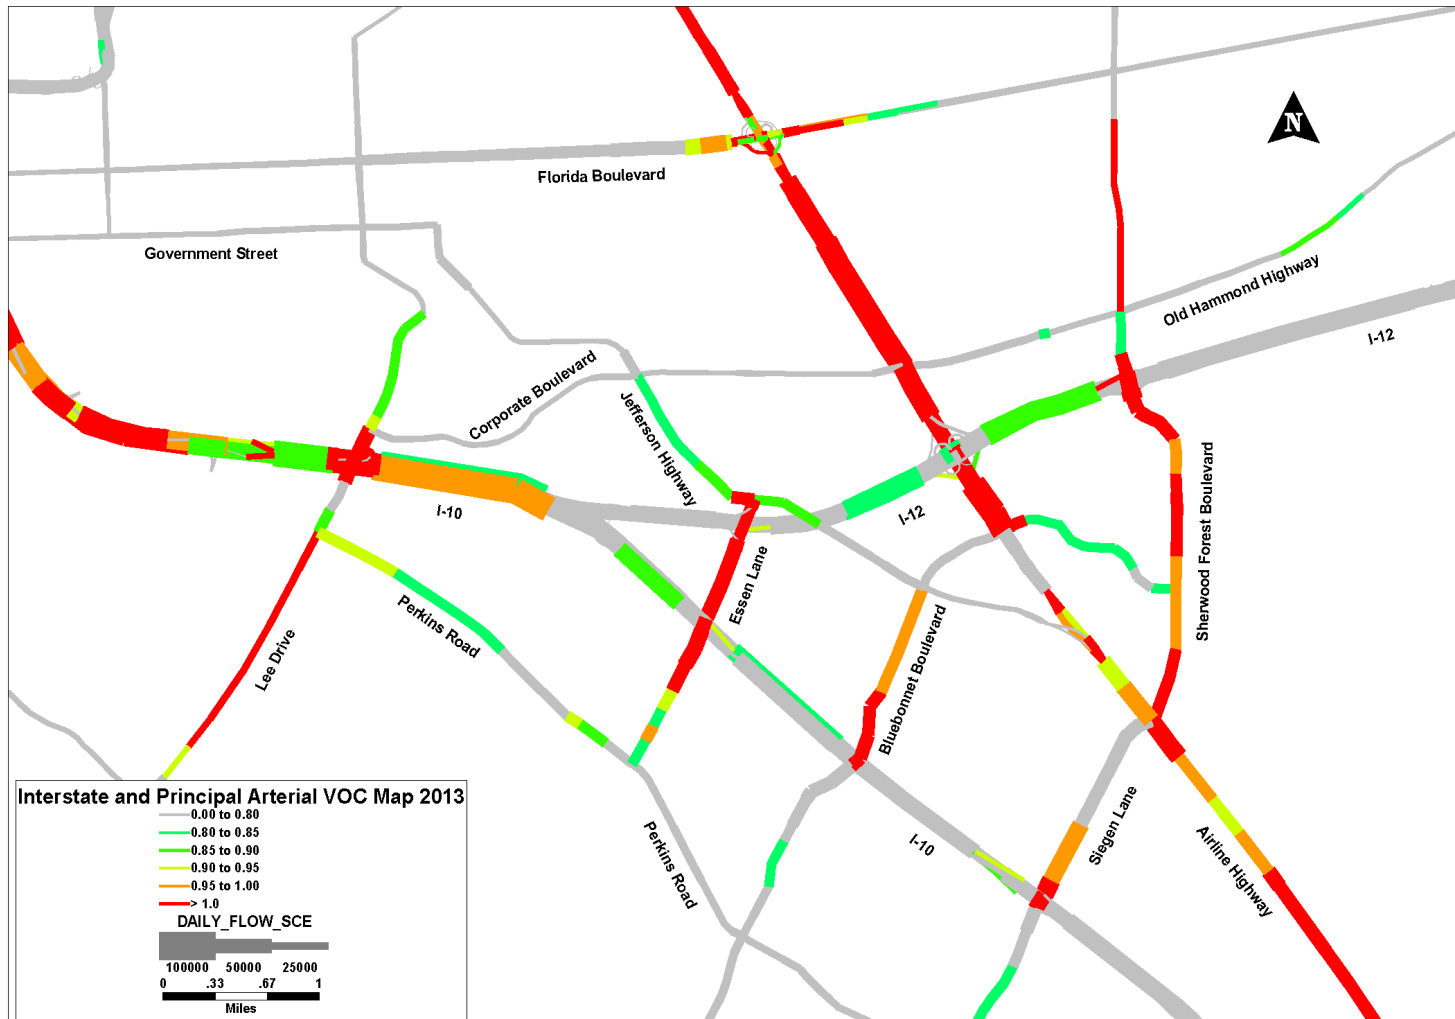 N
Florida Boulevard
Government Street
Old Hammond Highway
I-12
Corporate Boulevard
Jefferson Highway
I-10
I-12
Essen Lane
Sherwood Forest Boulevard
Perkins Road
Lee Drive
Bluebonnet Boulevard
Perkins Road
I-10
Siegen Lane
Airline Highway
Interstate and Principal Arterial VOC Map 2013
0.00 to 0.80
0.80 to 0.85
0.85 to 0.90
0.90 to 0.95
0.95 to 1.00
> 1.0
DAILY_FLOW_SCE
100000 50000 25000
0 .33 .67 1
Miles